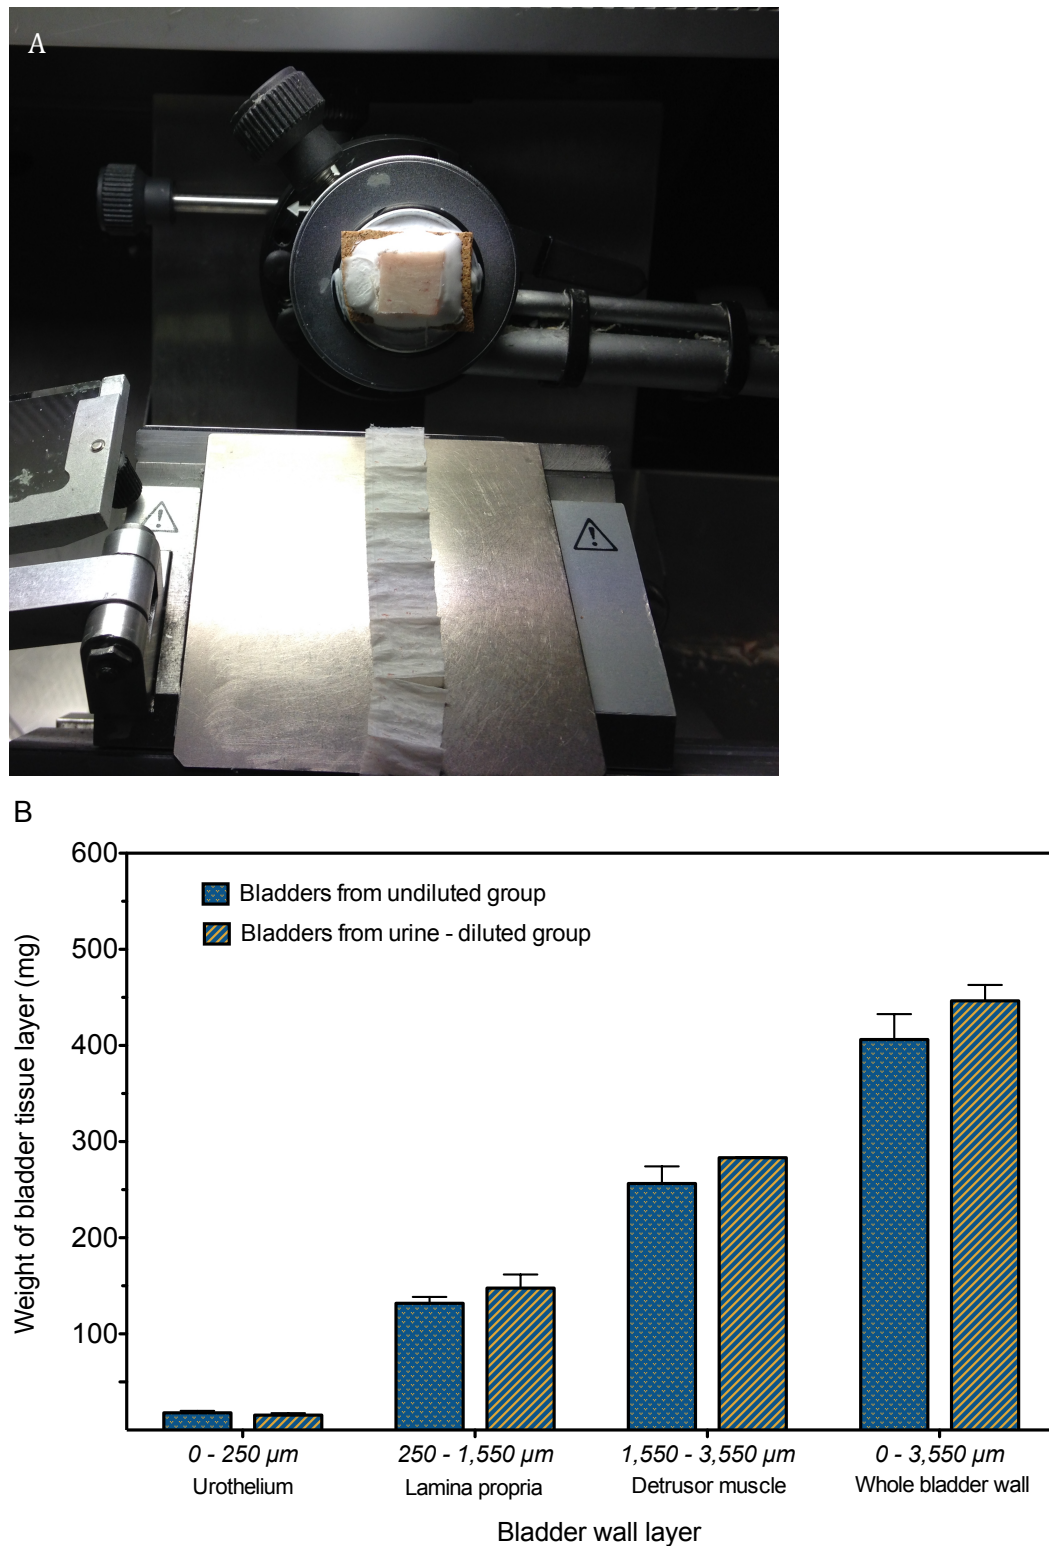 A
B
600
500
400
300
200
100
Weight of bladder tissue layer (mg)
Bladders from undiluted group
Bladders from urine - diluted group
0 - 250 µm
250 - 1,550 µm
1,550 - 3,550 µm
0 - 3,550 µm
Urothelium
Lamina propria
Detrusor muscle
Whole bladder wall
Bladder wall layer